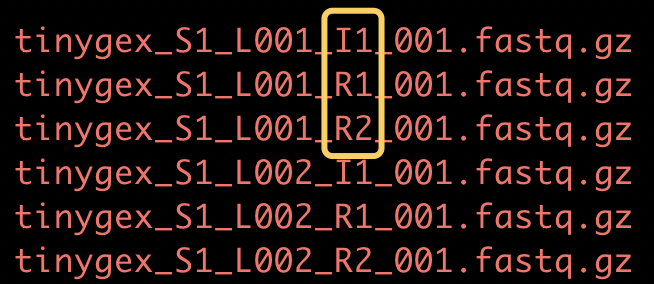 tinygex_S1_L001_I1_001.fastq.gz
tinygex_S1_L001_R1_001.fastq.gz
tinygex_S1_L001_R2_001.fastq.gz
tinygex_S1_L002_I1_001.fastq.gz
tinygex_S1_L002_R1_001.fastq.gz
tinygex_S1_L002_R2_001.fastq.gz